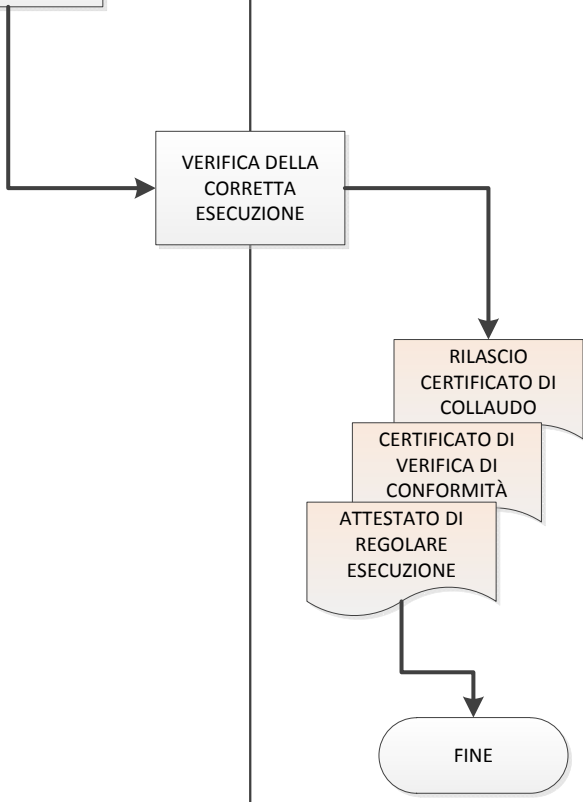 VERIFICA DELLA
CORRETTA
ESECUZIONE
RILASCIO
CERTIFICATO DI
COLLAUDO
CERTIFICATO DI
VERIFICA DI
CONFORMITÀ
ATTESTATO DI
REGOLARE
ESECUZIONE
FINE